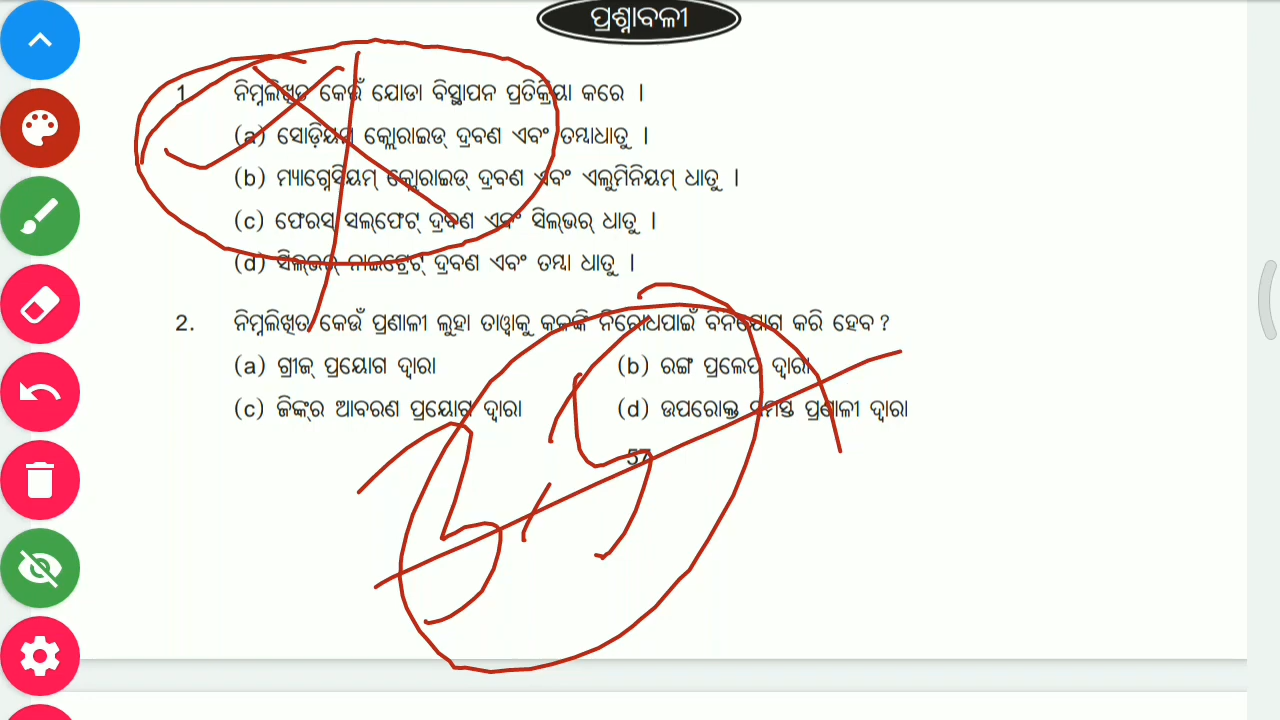 ପ୍ରଶ୍ନାବଳୀ
1. ନିମ୍ନଲିଖିତ କେଉଁ ଯୋଡା ବିସ୍ଥାପନ ପ୍ରତିକ୍ରିୟା କରେ ।
(a) ସୋଡ଼ିୟମ୍ କ୍ଲୋରାଇଡ୍ ଦ୍ରବଣ ଏବଂ ତମ୍ବାଧାତୁ ।
(b) ମ୍ୟାଗ୍ନେସିୟମ୍ କ୍ଲୋରାଇଡ୍ ଦ୍ରବଣ ଏବଂ ଏଲୁମିନିୟମ୍ ଧାତୁ ।
(c) ଫେରସ୍ ସଲ୍‌ଫେଟ୍ ଦ୍ରବଣ ଏବଂ ସିଲ୍‌ଭର୍ ଧାତୁ ।
(d) ସିଲ୍‌ଭର୍ ନାଇଟ୍ରେଟ୍ ଦ୍ରବଣ ଏବଂ ତମ୍ବା ଧାତୁ ।
2. ନିମ୍ନଲିଖିତ କେଉଁ ପ୍ରଣାଳୀ ଲୁହା ତାଓ୍ୱାକୁ କଳଙ୍କି ନିରୋଧପାଇଁ ବିନିଯୋଗ କରି ହେବ ?
(a) ଗ୍ରୀଜ୍ ପ୍ରୟୋଗ ଦ୍ୱାରା (b) ରଙ୍ଗ ପ୍ରଲେପ ଦ୍ୱାରା
(c) ଜିଙ୍କ୍‌ର ଆବରଣ ପ୍ରୟୋଗ ଦ୍ୱାରା (d) ଉପରୋକ୍ତ ସମସ୍ତ ପ୍ରଣାଳୀ ଦ୍ୱାରା
57